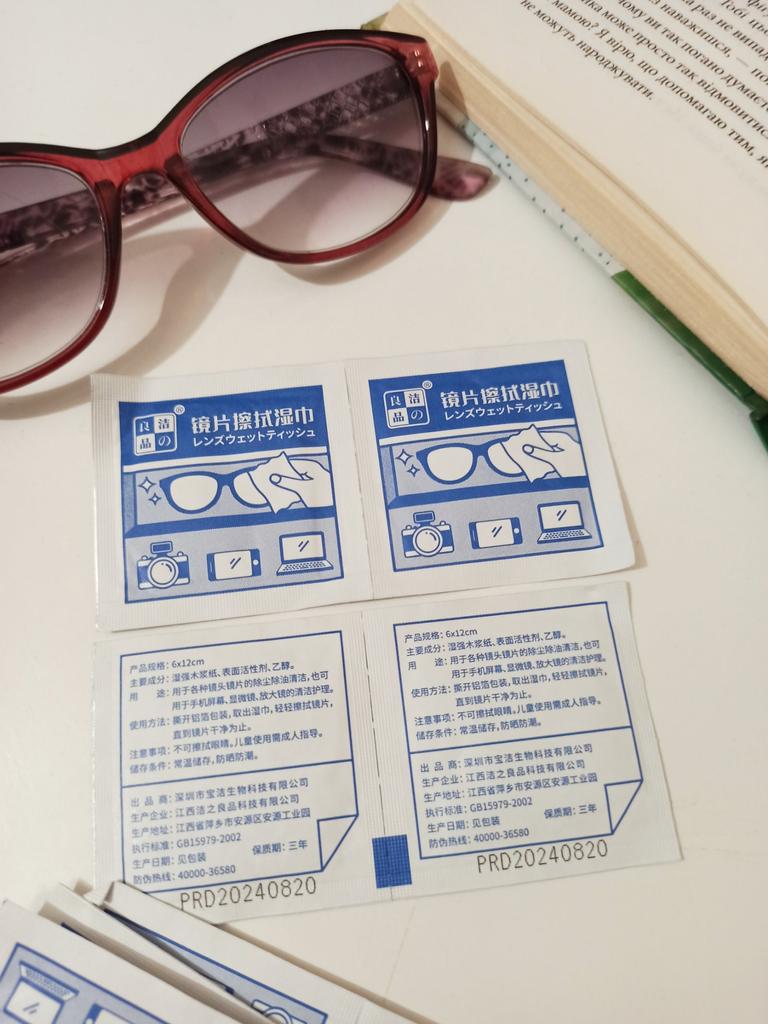 Тобі це
раз не випи
наважишся, — по
чому ви так погано думаєте
мамою? Я вірю, що допомагаю тим, як
не можуть народжувати.
洁の良品®
镜片擦拭湿巾
レンズウェットティッシュ
洁の良品®
镜片擦拭湿巾
レンズウェットティッシュ
产品规格: 6x12cm
主要成分: 湿强木浆纸、表面活性剂、乙醇。
用 途: 用于各种镜头镜片的除尘除油清洁,也可
用于手机屏幕、显微镜、放大镜的清洁护理。
使用方法: 撕开铝箔包装,取出湿巾,轻轻擦拭镜片,
直到镜片干净为止。
注意事项: 不可擦拭眼睛。儿童使用需成人指导。
储存条件: 常温储存,防晒防潮。
出 品 商: 深圳市宝洁生物科技有限公司
生产企业: 江西洁之良品科技有限公司
生产地址: 江西省萍乡市安源区安源工业园
执行标准: GB15979-2002
生产日期: 见包装 保质期: 三年
防伪热线: 40000-36580
PRD20240820
产品规格: 6x12cm
主要成分: 湿强木浆纸、表面活性剂、乙醇。
用 途: 用于各种镜头镜片的除尘除油清洁,也可
用于手机屏幕、显微镜、放大镜的清洁护理。
使用方法: 撕开铝箔包装,取出湿巾,轻轻擦拭镜片,
直到镜片干净为止。
注意事项: 不可擦拭眼睛。儿童使用需成人指导。
储存条件: 常温储存,防晒防潮。
出 品 商: 深圳市宝洁生物科技有限公司
生产企业: 江西洁之良品科技有限公司
生产地址: 江西省萍乡市安源区安源工业园
执行标准: GB15979-2002
生产日期: 见包装 保质期: 三年
防伪热线: 40000-36580
PRD20240820